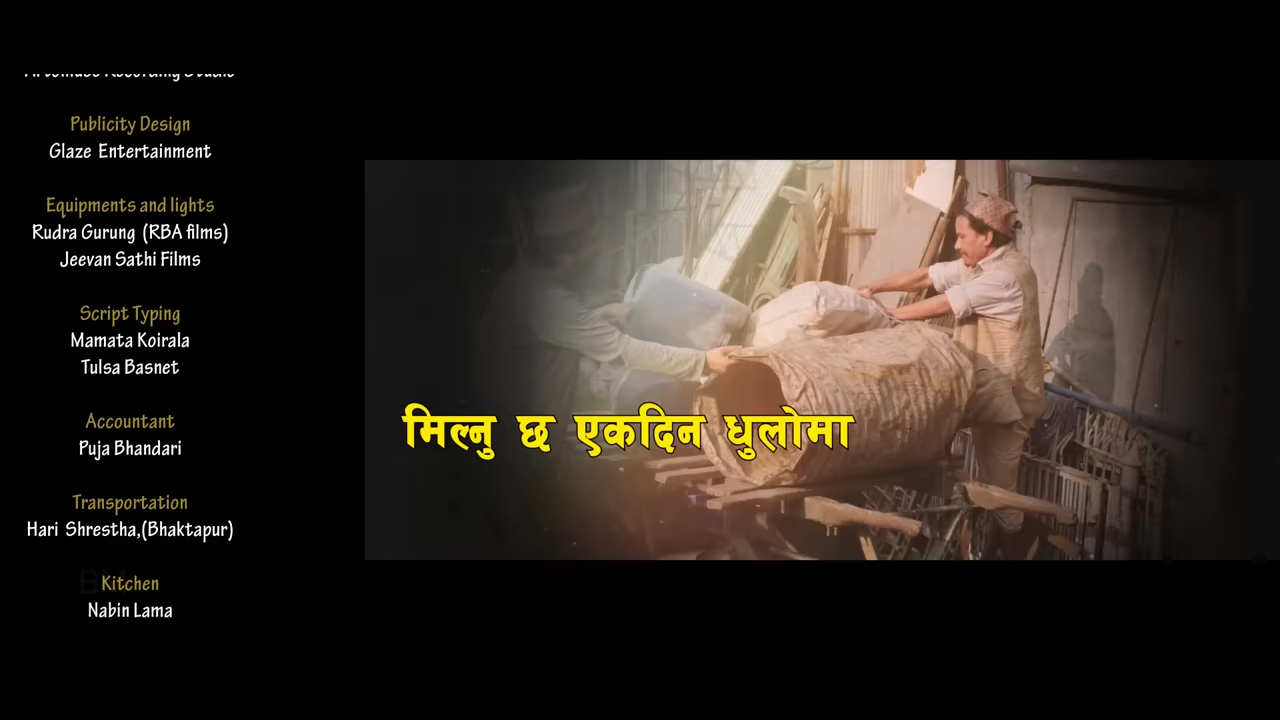 Publicity Design
Glaze Entertainment
Equipments and lights
Rudra Gurung (RBA films)
Jeevan Sathi Films
Script Typing
Mamata Koirala
Tulsa Basnet
Accountant
Puja Bhandari
Transportation
Hari Shrestha,(Bhaktapur)
Kitchen
Nabin Lama
मिल्नु छ एकदिन धुलोमा